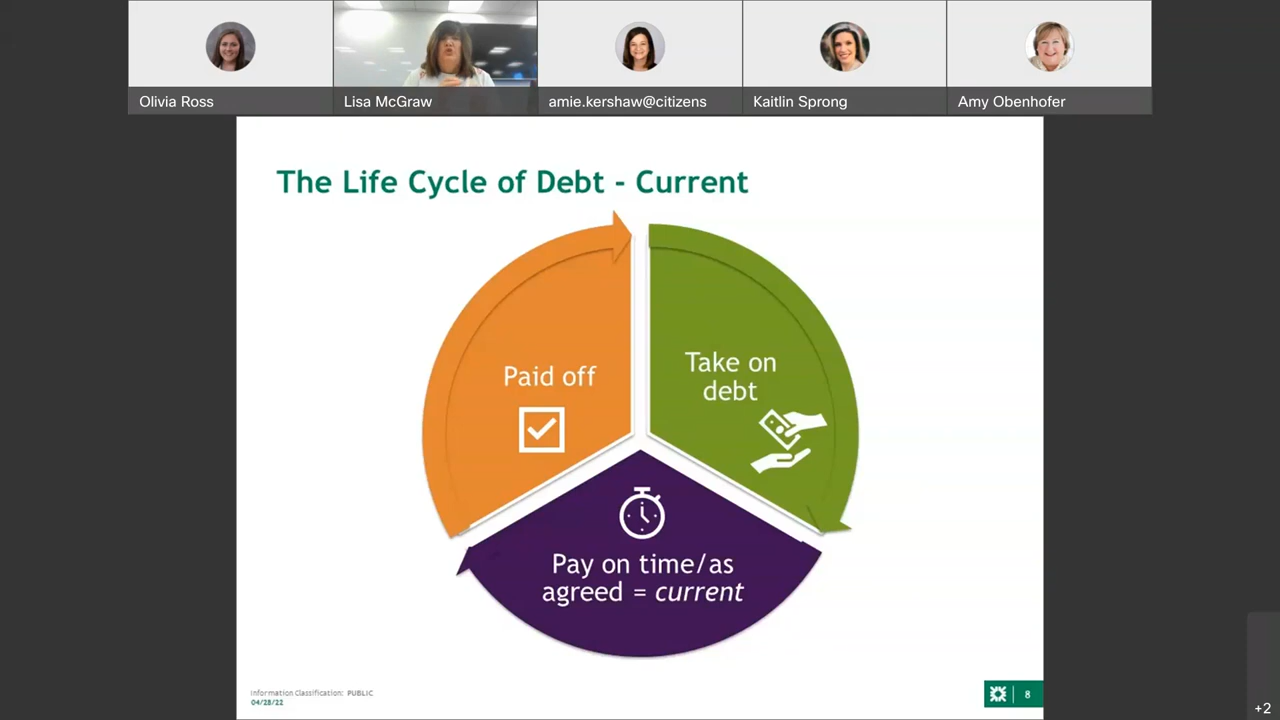 Olivia Ross
Lisa McGraw
amie.kershaw@citizens
Kaitlin Sprong
Amy Obenhofer
The Life Cycle of Debt - Current
Paid off
Take on
debt
Pay on time/as
agreed = current
Information Classification: PUBLIC
04/28/22
8
+2